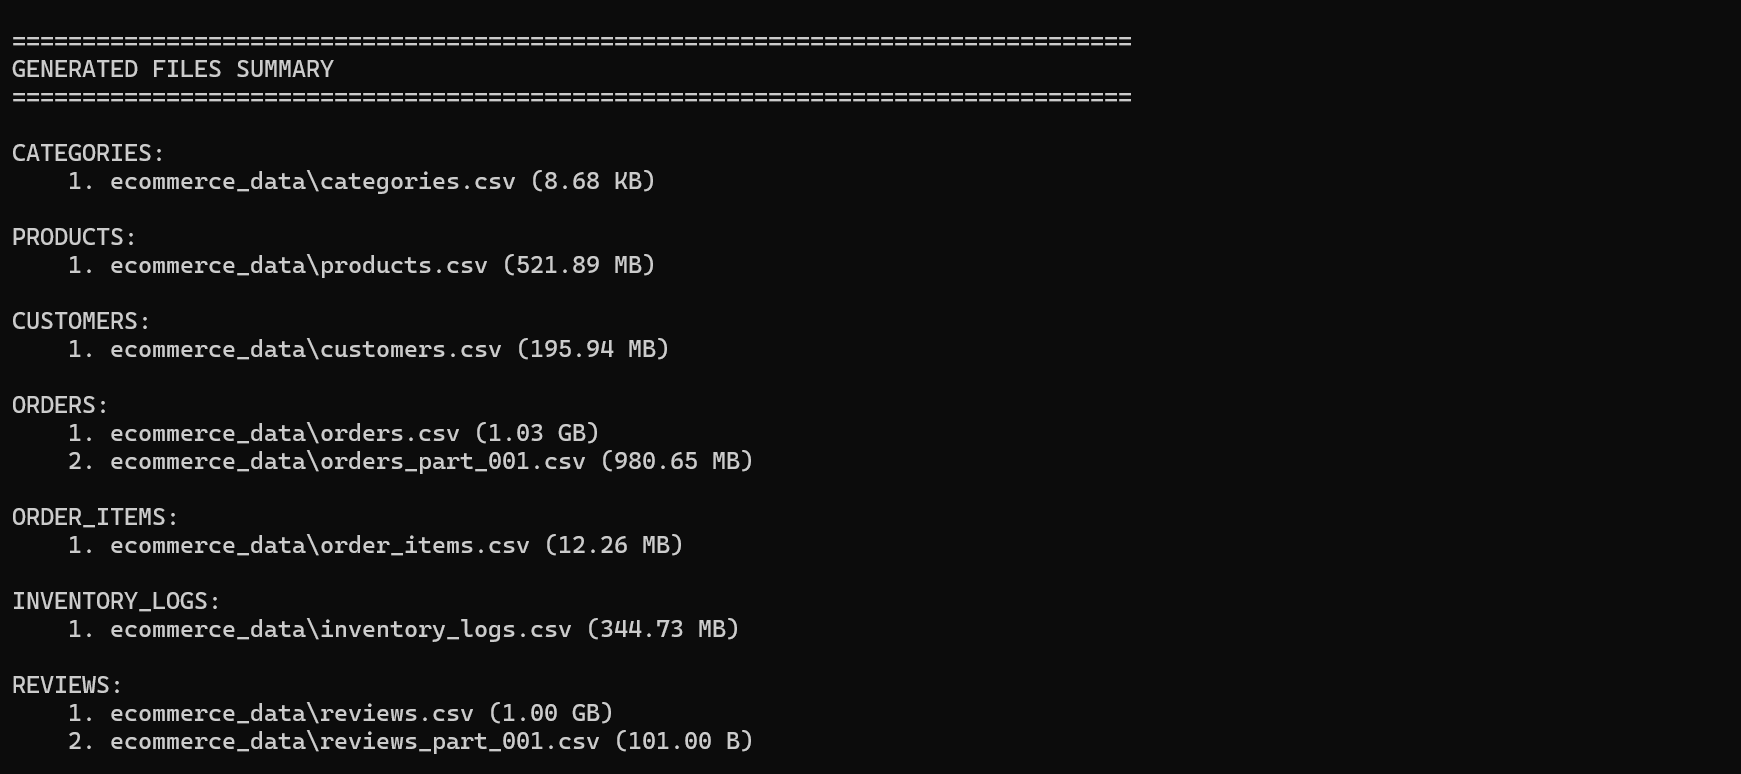 ================================================================================
GENERATED FILES SUMMARY
================================================================================
CATEGORIES:
1. ecommerce_data\categories.csv (8.68 KB)
PRODUCTS:
1. ecommerce_data\products.csv (521.89 MB)
CUSTOMERS:
1. ecommerce_data\customers.csv (195.94 MB)
ORDERS:
1. ecommerce_data\orders.csv (1.03 GB)
2. ecommerce_data\orders_part_001.csv (980.65 MB)
ORDER_ITEMS:
1. ecommerce_data\order_items.csv (12.26 MB)
INVENTORY_LOGS:
1. ecommerce_data\inventory_logs.csv (344.73 MB)
REVIEWS:
1. ecommerce_data\reviews.csv (1.00 GB)
2. ecommerce_data\reviews_part_001.csv (101.00 B)